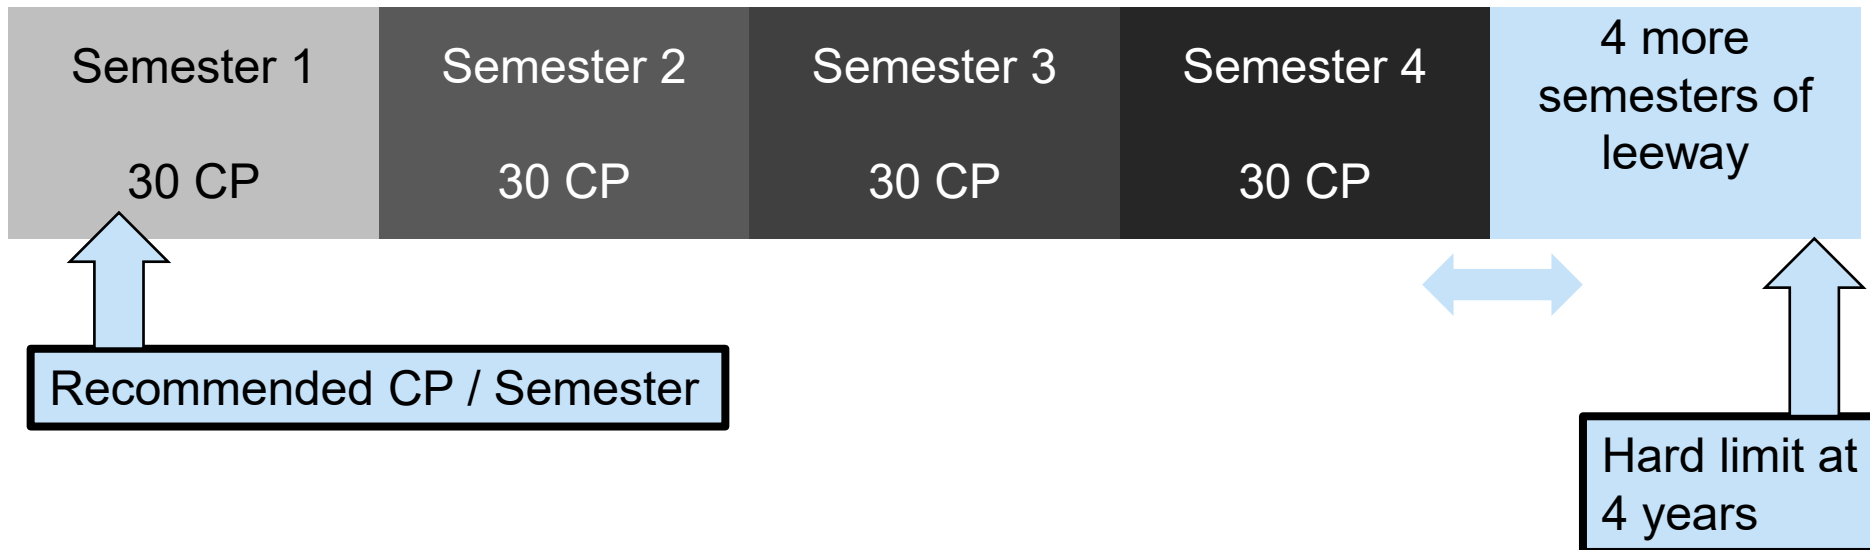 Semester 1
30 CP
Semester 2
30 CP
Semester 3
30 CP
Semester 4
30 CP
4 more
semesters of
leeway
Recommended CP / Semester
Hard limit at
4 years